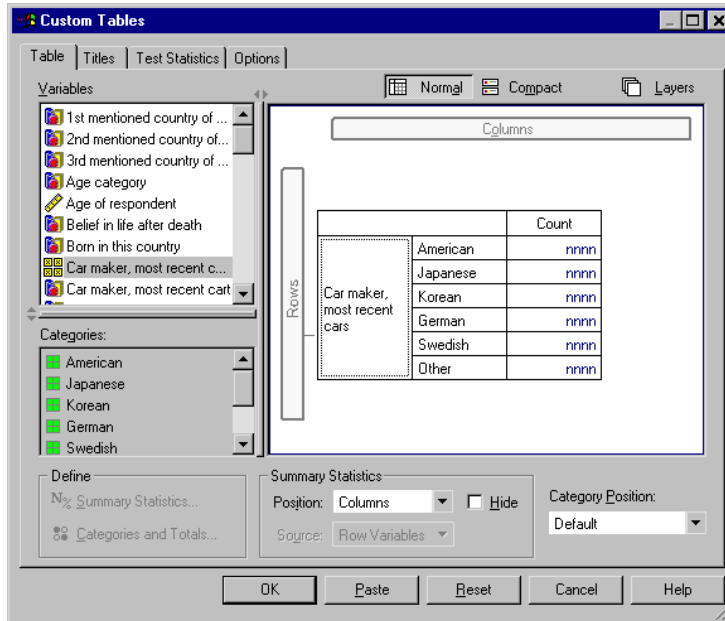 Custom Tables
Table Titles Test Statistics Options
Variables
1st mentioned country of ...
2nd mentioned country of...
3rd mentioned country of ...
Age category
Age of respondent
Belief in life after death
Born in this country
Car maker, most recent c...
Car maker, most recent cart
Categories:
American
Japanese
Korean
German
Swedish
Normal Compact Layers
Columns
Rows
Count
Car maker,
most recent
cars
American nnnn
Japanese nnnn
Korean nnnn
German nnnn
Swedish nnnn
Other nnnn
Define
N% Summary Statistics...
Categories and Totals...
Summary Statistics
Position: Columns Hide
Source: Row Variables
Category Position:
Default
OK Paste Reset Cancel Help